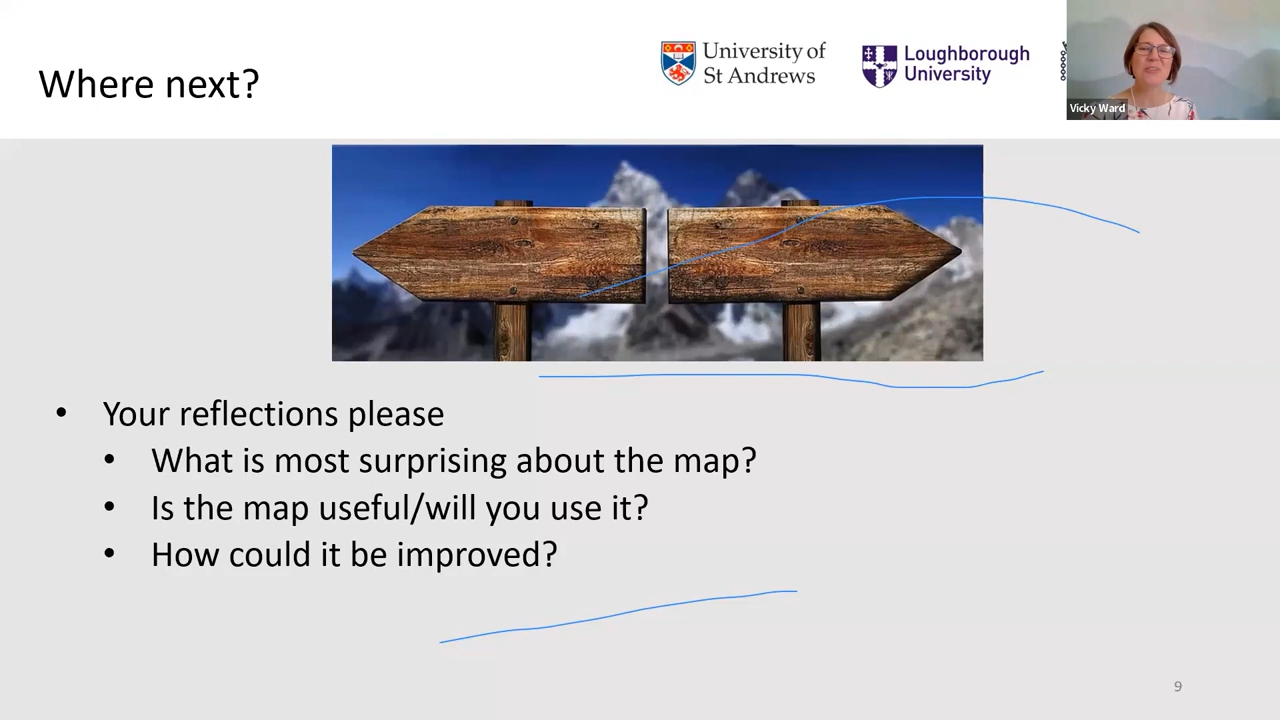 Where next?
University of
St Andrews
Loughborough
University
Vicky Ward
• Your reflections please
• What is most surprising about the map?
• Is the map useful/will you use it?
• How could it be improved?
9